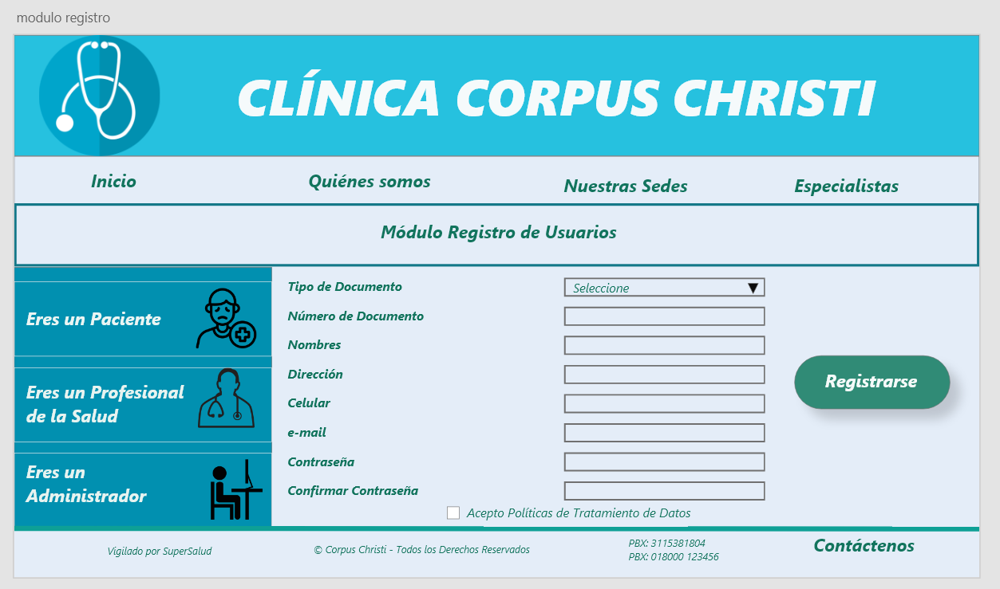 modulo registro
CLÍNICA CORPUS CHRISTI
Inicio
Quiénes somos
Nuestras Sedes
Especialistas
Módulo Registro de Usuarios
Eres un Paciente
Eres un Profesional
de la Salud
Eres un
Administrador
Tipo de Documento
Seleccione
Número de Documento
Nombres
Dirección
Celular
e-mail
Contraseña
Confirmar Contraseña
Acepto Políticas de Tratamiento de Datos
Registrarse
Vigilado por SuperSalud
© Corpus Christi - Todos los Derechos Reservados
PBX: 3115381804
PBX: 018000 123456
Contáctenos